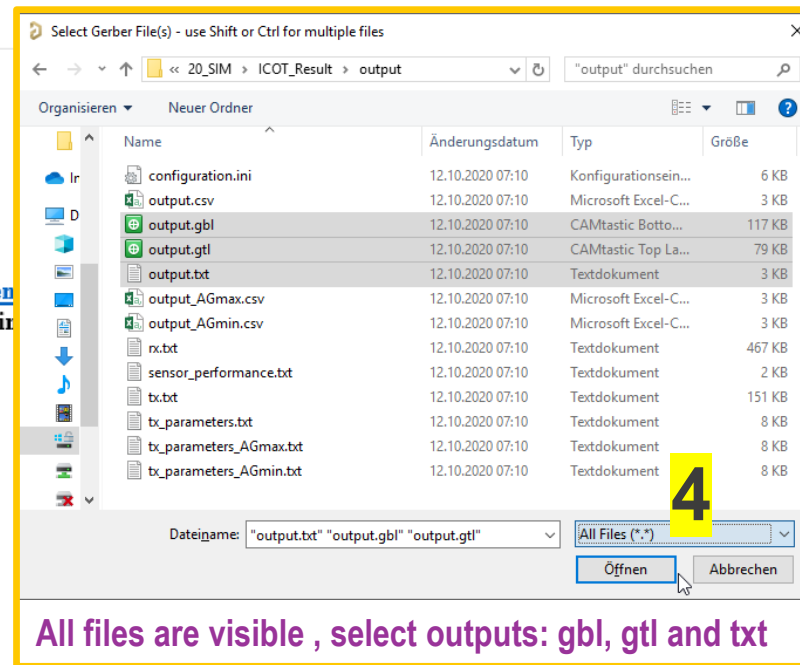 Select Gerber File(s) - use Shift or Ctrl for multiple files
« 20_SIM › ICOT_Result › output
"output" durchsuchen
Organisieren
Neuer Ordner
Name Änderungsdatum Typ Größe
configuration.ini 12.10.2020 07:10 Konfigurationsein... 6 KB
output.csv 12.10.2020 07:10 Microsoft Excel-C... 3 KB
output.gbl 12.10.2020 07:10 CAMtastic Botto... 117 KB
output.gtl 12.10.2020 07:10 CAMtastic Top La... 79 KB
output.txt 12.10.2020 07:10 Textdokument 3 KB
output_AGmax.csv 12.10.2020 07:10 Microsoft Excel-C... 3 KB
output_AGmin.csv 12.10.2020 07:10 Microsoft Excel-C... 3 KB
rx.txt 12.10.2020 07:10 Textdokument 467 KB
sensor_performance.txt 12.10.2020 07:10 Textdokument 2 KB
tx.txt 12.10.2020 07:10 Textdokument 151 KB
tx_parameters.txt 12.10.2020 07:10 Textdokument 8 KB
tx_parameters_AGmax.txt 12.10.2020 07:10 Textdokument 8 KB
tx_parameters_AGmin.txt 12.10.2020 07:10 Textdokument 8 KB
4
Dateiname: "output.txt" "output.gbl" "output.gtl"
All Files (*.*)
Öffnen Abbrechen
All files are visible , select outputs: gbl, gtl and txt